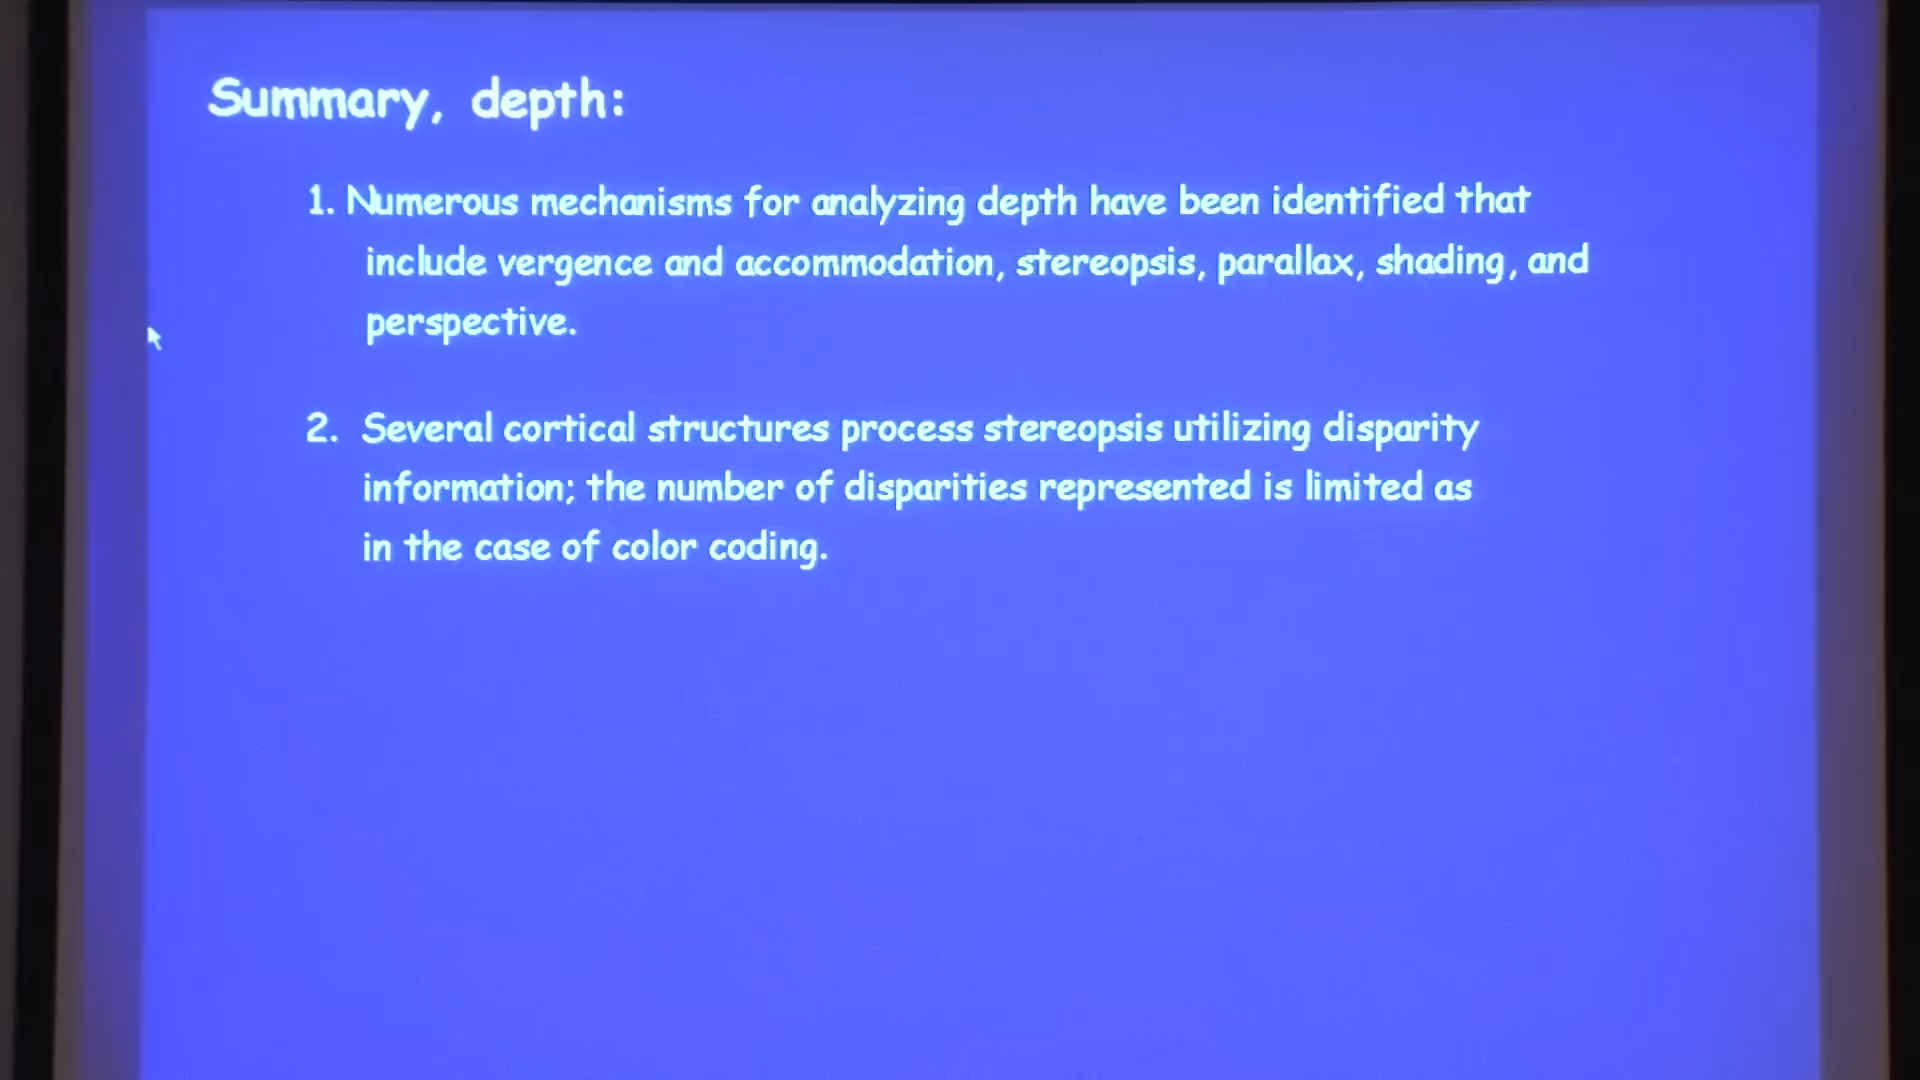 Summary, depth:
1. Numerous mechanisms for analyzing depth have been identified that
include vergence and accommodation, stereopsis, parallax, shading, and
perspective.
2. Several cortical structures process stereopsis utilizing disparity
information; the number of disparities represented is limited as
in the case of color coding.